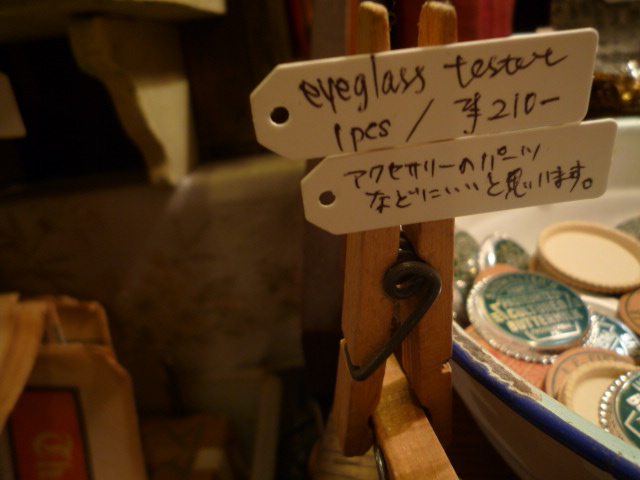 eyeglass tester
1pcs / ¥210-
アクセサリーのパーツ
などにいいと思います。
Th